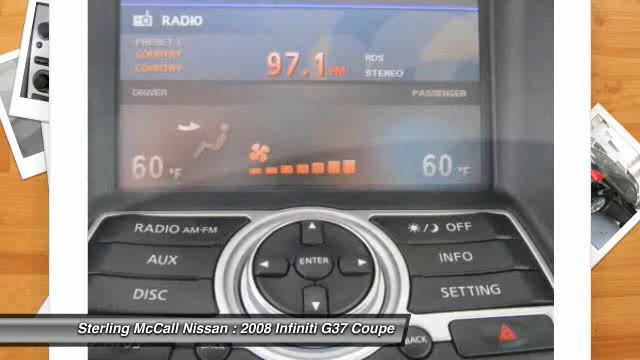 RADIO
PRESET 1
COUNTRY
COUNTRY
97.1 FM
RDS
STEREO
DRIVER
PASSENGER
60 °F
60 °F
RADIO AM·FM
AUX
DISC
ENTER
OFF
INFO
SETTING
BACK
Sterling McCall Nissan : 2008 Infiniti G37 Coupe